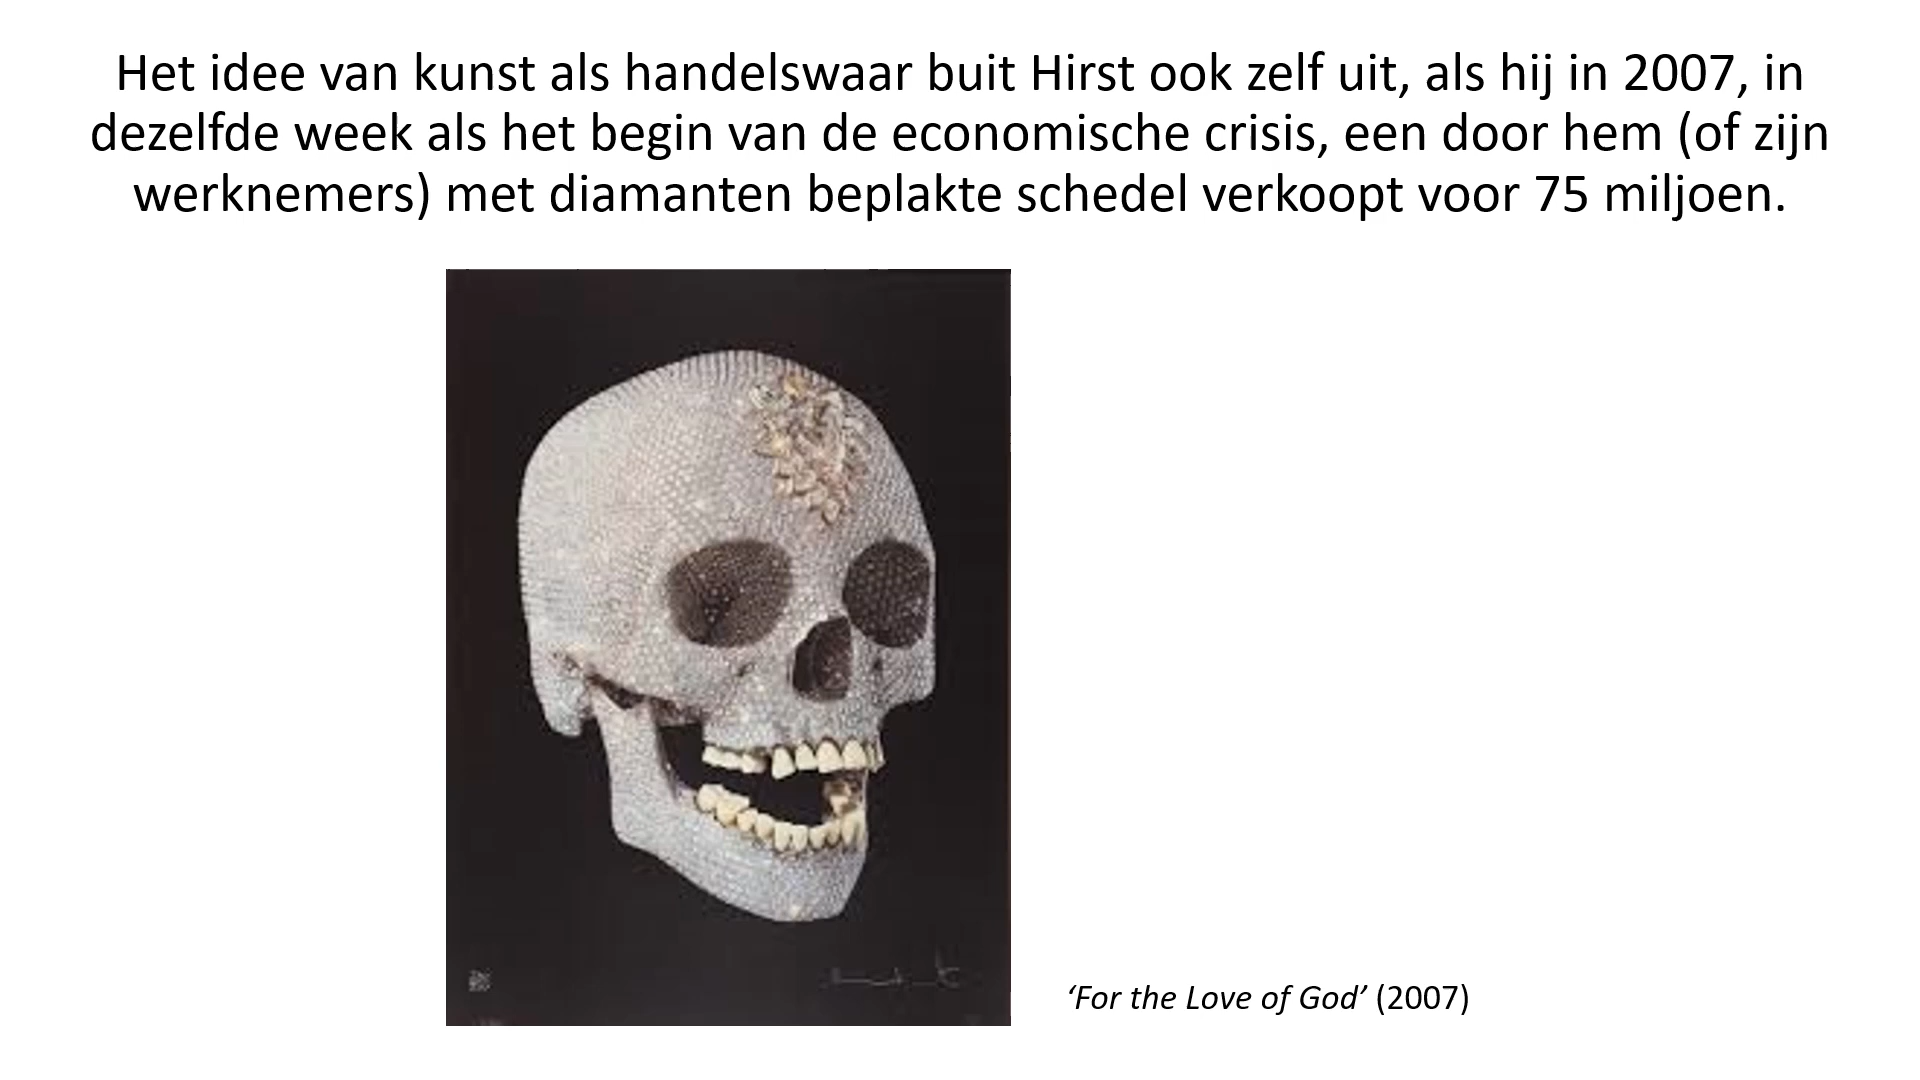 Het idee van kunst als handelswaar buit Hirst ook zelf uit, als hij in 2007, in
dezelfde week als het begin van de economische crisis, een door hem (of zijn
werknemers) met diamanten beplakte schedel verkoopt voor 75 miljoen.
‘For the Love of God’ (2007)